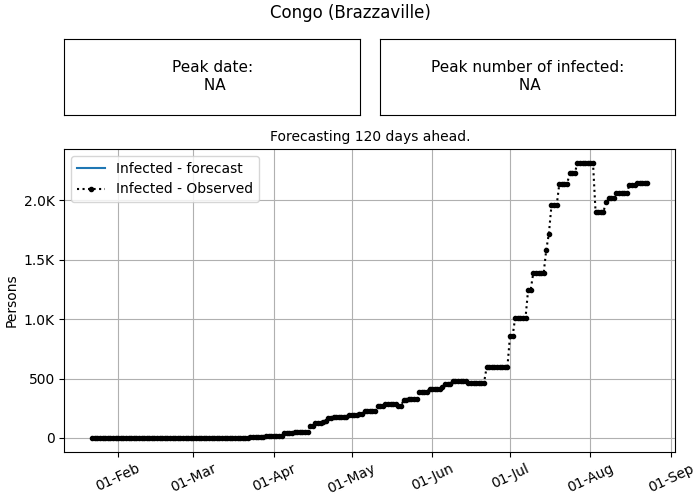 Congo (Brazzaville)
Peak date:
NA
Peak number of infected:
NA
Forecasting 120 days ahead.
Infected - forecast
Infected - Observed
2.0K
1.5K
1.0K
500
0
Persons
01-Feb
01-Mar
01-Apr
01-May
01-Jun
01-Jul
01-Aug
01-Sep